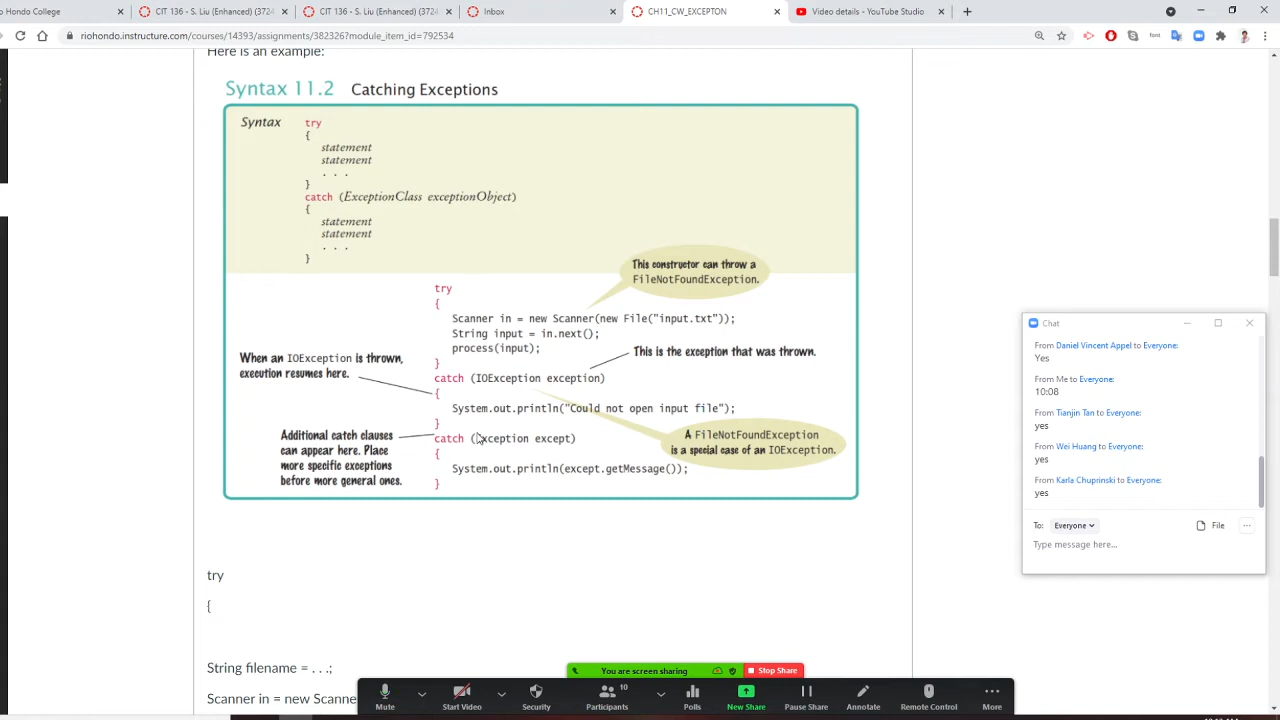 o Hondo College
CIT 136 - S. Liu (Enhanced) (3724
CIT 136 - S. Liu (Enhanced) (3724
Inbox
CH11_CW_EXCEPTON
Video details - YouTube Studio
riohondo.instructure.com/courses/14393/assignments/382326?module_item_id=792534
Here is an example:
Syntax 11.2 Catching Exceptions
Syntax try
{
statement
statement
. . .
}
catch (ExceptionClass exceptionObject)
{
statement
statement
. . .
}
This constructor can throw a
FileNotFoundException.
try
{
Scanner in = new Scanner(new File("input.txt"));
String input = in.next();
process(input);
}
When an IOException is thrown,
execution resumes here.
This is the exception that was thrown.
catch (IOException exception)
{
System.out.println("Could not open input file");
}
Additional catch clauses
can appear here. Place
more specific exceptions
before more general ones.
A FileNotFoundException
is a special case of an IOException.
catch (Exception except)
{
System.out.println(except.getMessage());
}
try
{
String filename = . . .;
Scanner in = new Scanne
Chat
From Daniel Vincent Appel to Everyone:
Yes
From Me to Everyone:
10:08
From Tianjin Tan to Everyone:
yes
From Wei Huang to Everyone:
yes
From Karla Chuprinski to Everyone:
yes
To: Everyone
File
Type message here...
You are screen sharing
Stop Share
10
Mute
Start Video
Security
Participants
Polls
New Share
Pause Share
Annotate
Remote Control
More